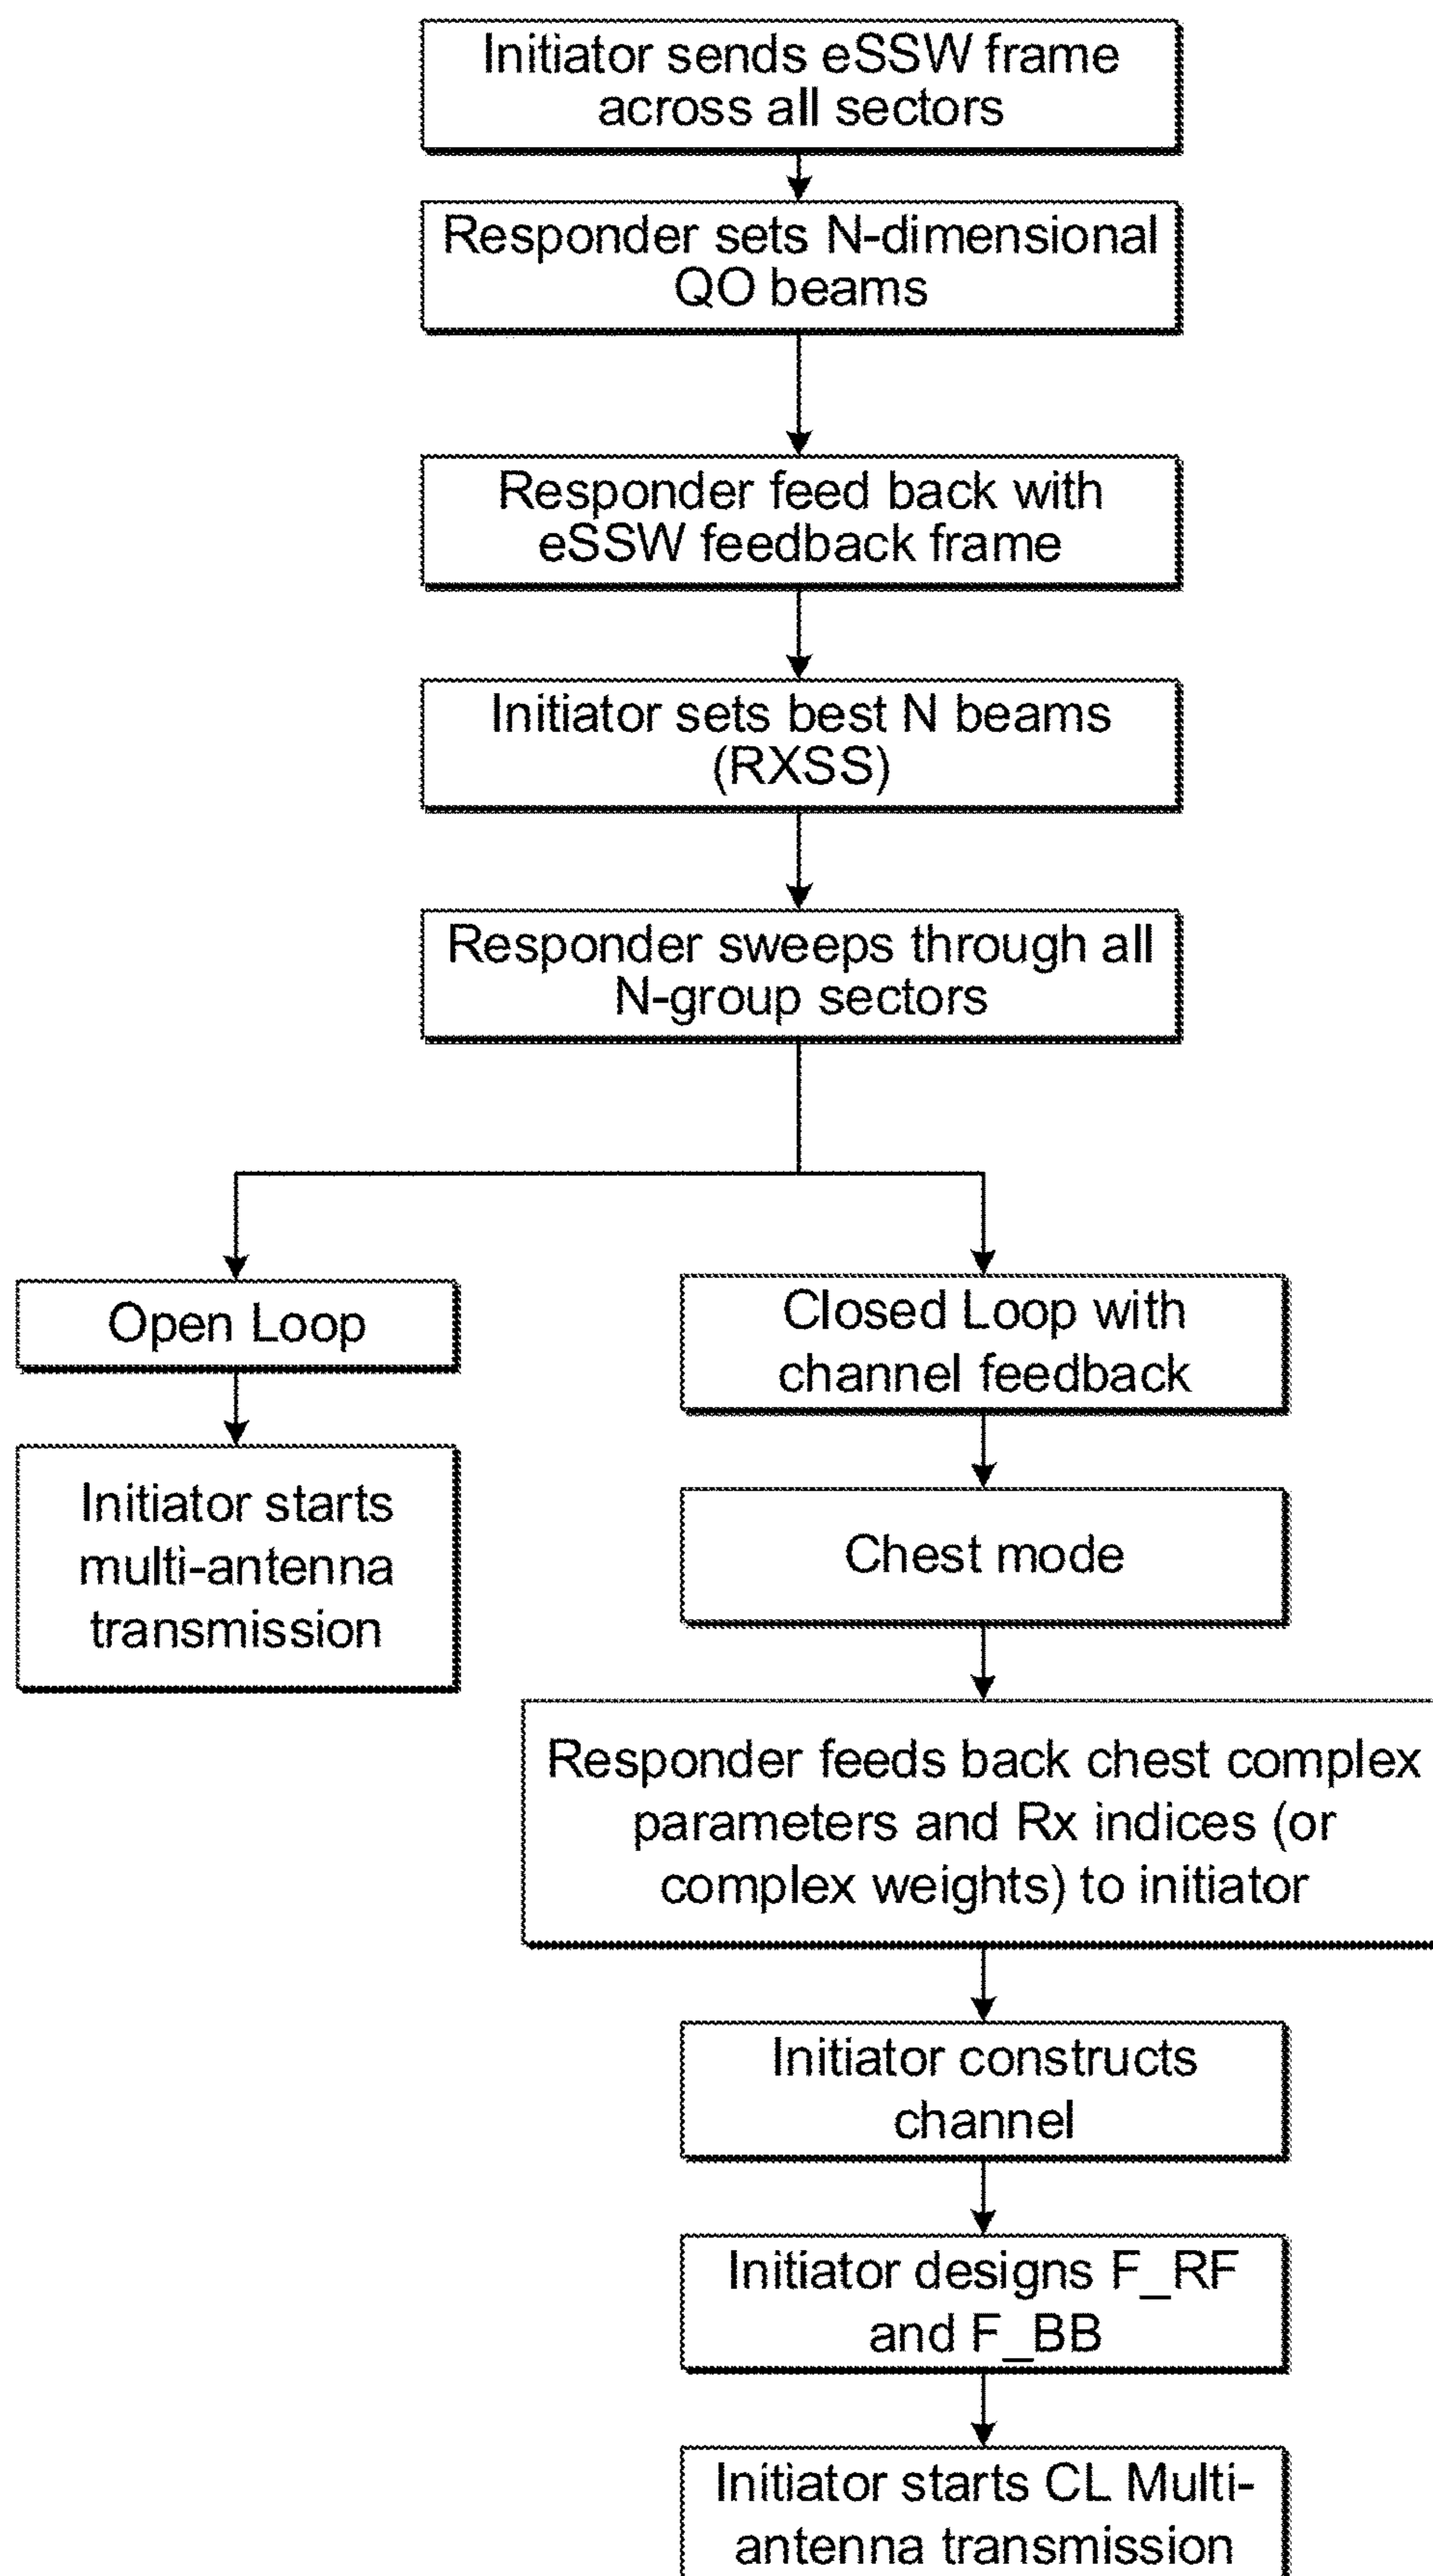 Initiator sends eSSW frame
across all sectors
Responder sets N-dimensional
QO beams
Responder feed back with
eSSW feedback frame
Initiator sets best N beams
(RXSS)
Responder sweeps through all
N-group sectors
Open Loop
Initiator starts
multi-antenna
transmission
Closed Loop with
channel feedback
Chest mode
Responder feeds back chest complex
parameters and Rx indices (or
complex weights) to initiator
Initiator constructs
channel
Initiator designs F_RF
and F_BB
Initiator starts CL Multi-
antenna transmission